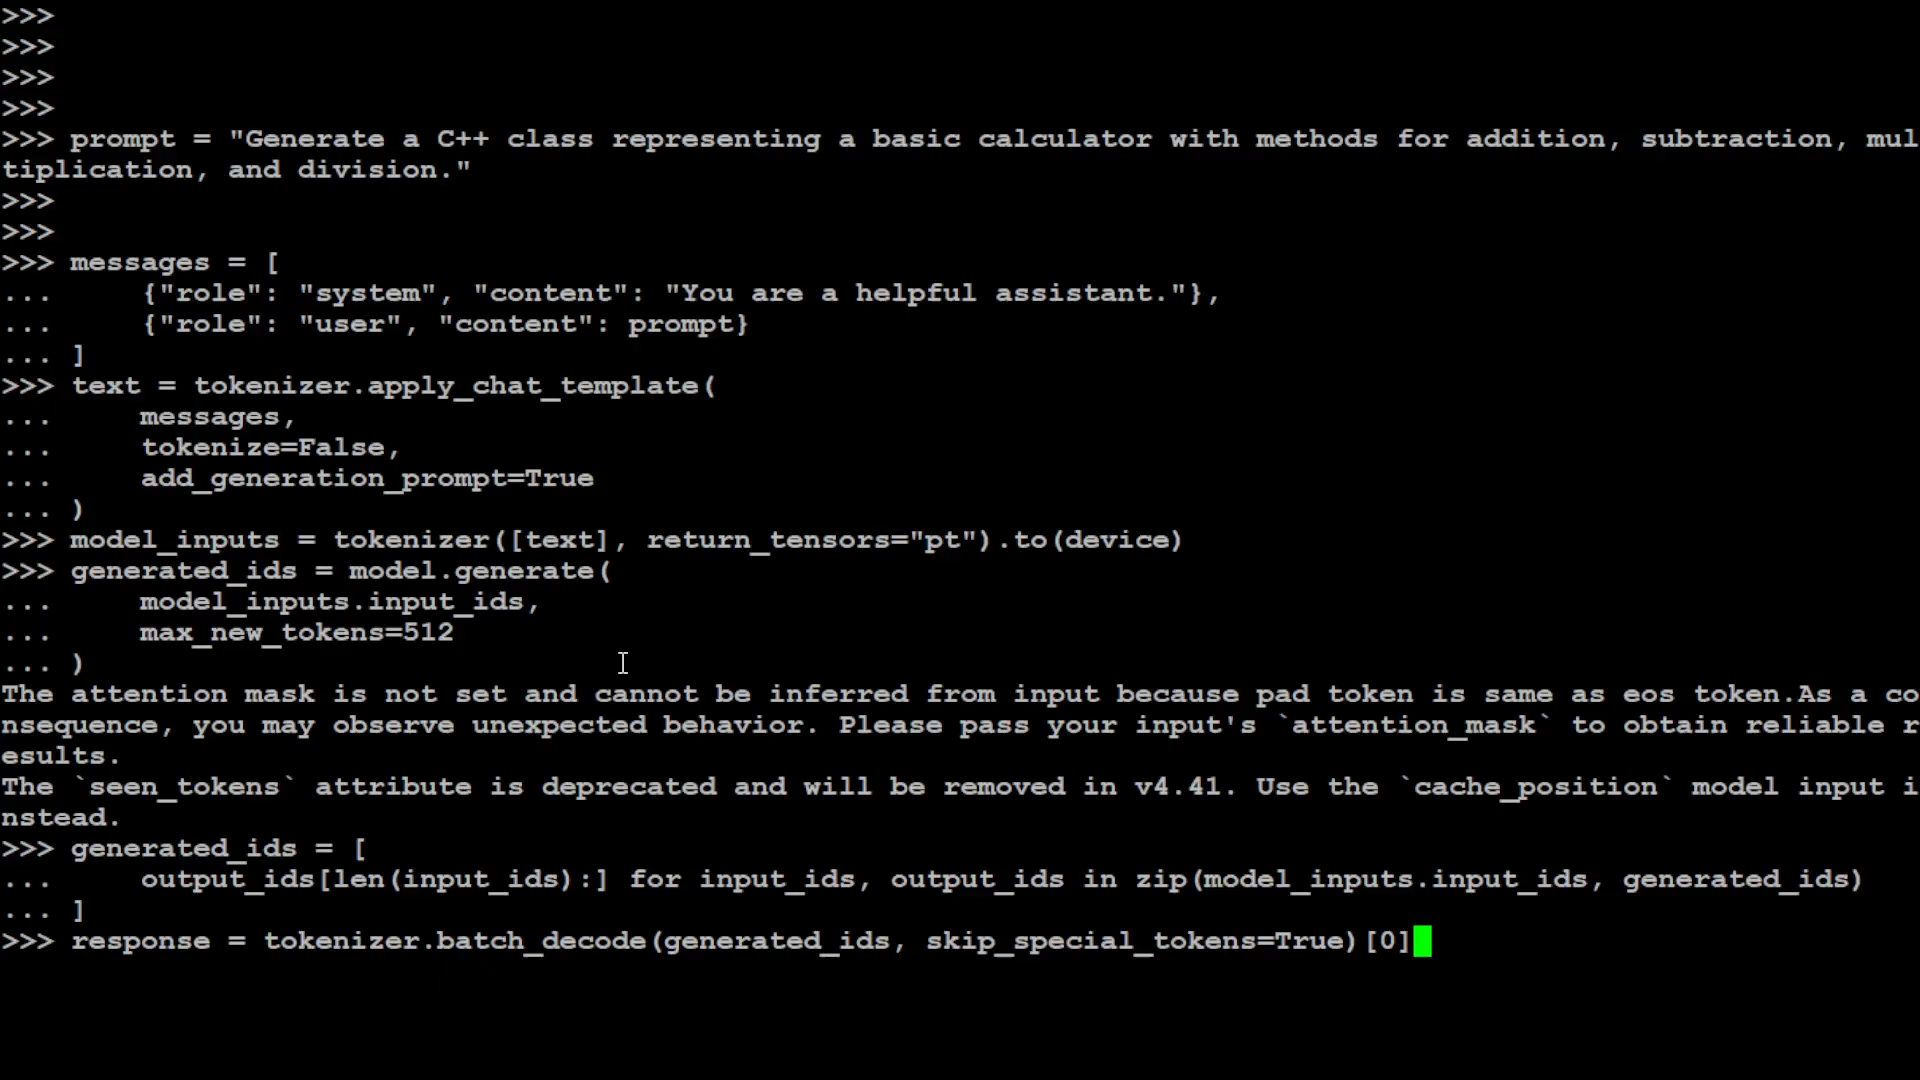 >>>
>>>
>>>
>>>
>>> prompt = "Generate a C++ class representing a basic calculator with methods for addition, subtraction, mul
tiplication, and division."
>>>
>>>
>>> messages = [
...     {"role": "system", "content": "You are a helpful assistant."},
...     {"role": "user", "content": prompt}
... ]
>>> text = tokenizer.apply_chat_template(
...     messages,
...     tokenize=False,
...     add_generation_prompt=True
... )
>>> model_inputs = tokenizer([text], return_tensors="pt").to(device)
>>> generated_ids = model.generate(
...     model_inputs.input_ids,
...     max_new_tokens=512
... )
The attention mask is not set and cannot be inferred from input because pad token is same as eos token.As a co
nsequence, you may observe unexpected behavior. Please pass your input's `attention_mask` to obtain reliable r
esults.
The `seen_tokens` attribute is deprecated and will be removed in v4.41. Use the `cache_position` model input i
nstead.
>>> generated_ids = [
...     output_ids[len(input_ids):] for input_ids, output_ids in zip(model_inputs.input_ids, generated_ids)
... ]
>>> response = tokenizer.batch_decode(generated_ids, skip_special_tokens=True)[0]